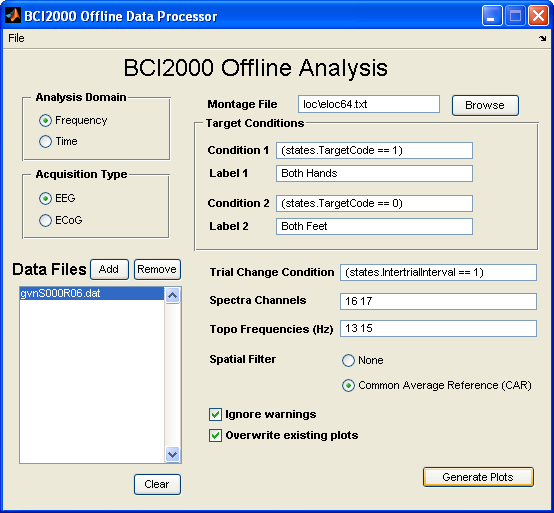 BCI2000 Offline Data Processor
File
BCI2000 Offline Analysis
Analysis Domain
Frequency
Time
Acquisition Type
EEG
ECoG
Data Files
Add
Remove
gvnS000R06.dat
Clear
Montage File
loc\eloc64.txt
Browse
Target Conditions
Condition 1
(states.TargetCode == 1)
Label 1
Both Hands
Condition 2
(states.TargetCode == 0)
Label 2
Both Feet
Trial Change Condition
(states.IntertrialInterval == 1)
Spectra Channels
16 17
Topo Frequencies (Hz)
13 15
Spatial Filter
None
Common Average Reference (CAR)
Ignore warnings
Overwrite existing plots
Generate Plots